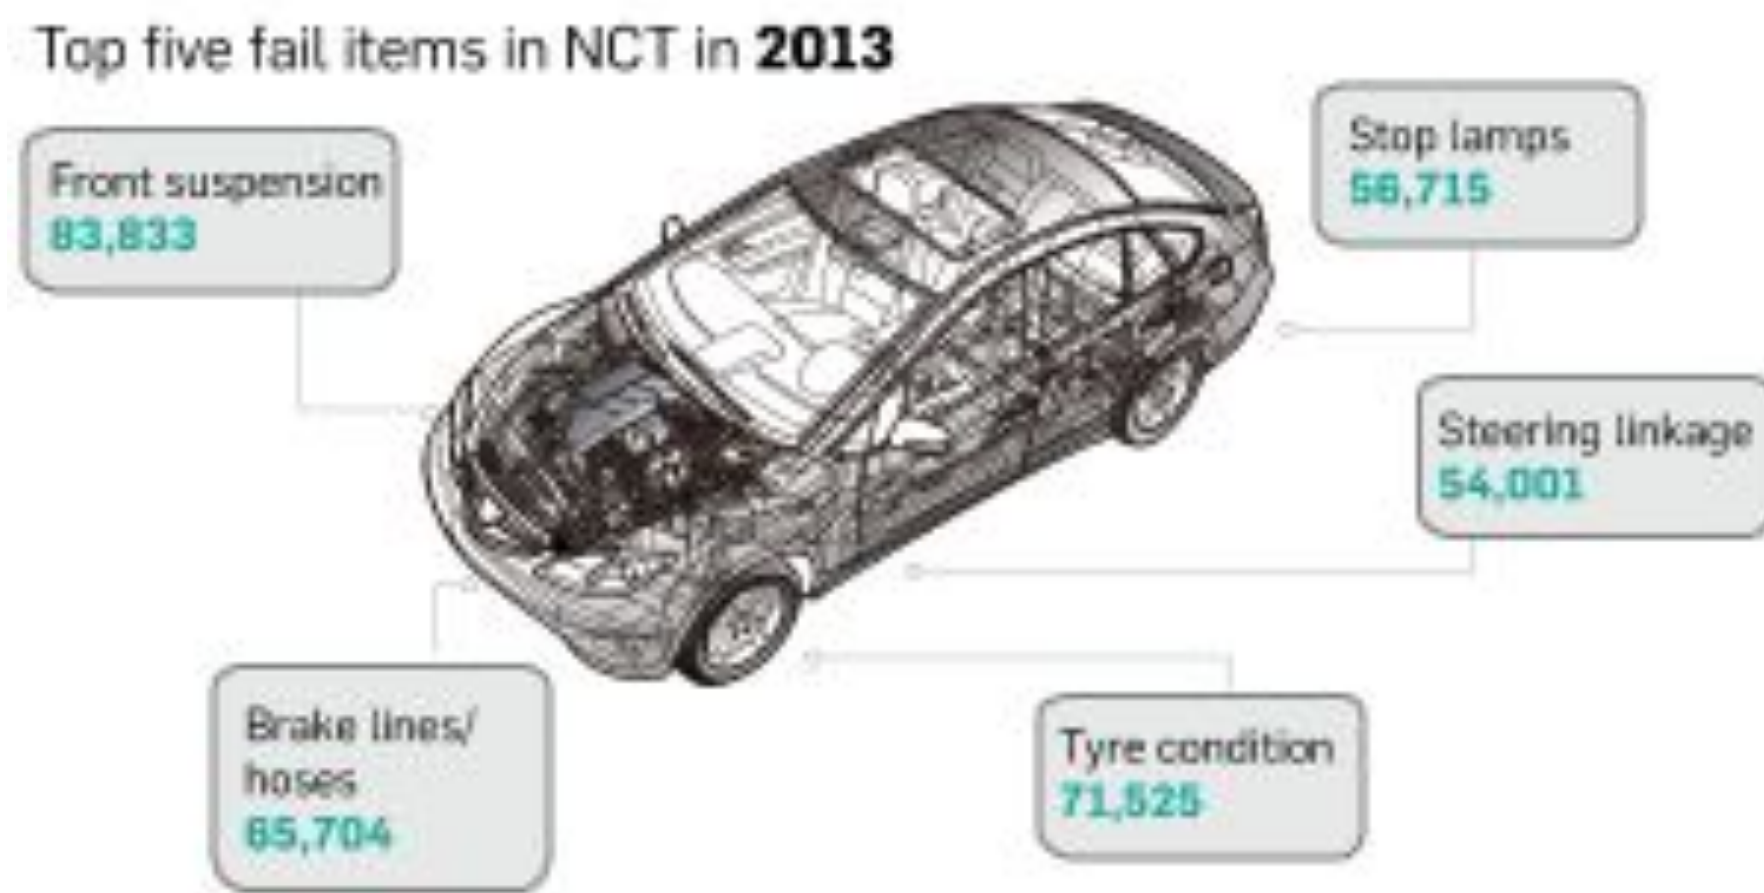 Top five fail items in NCT in 2013
Front suspension
83,833
Stop lamps
56,715
Steering linkage
54,001
Brake lines/
hoses
65,704
Tyre condition
71,525